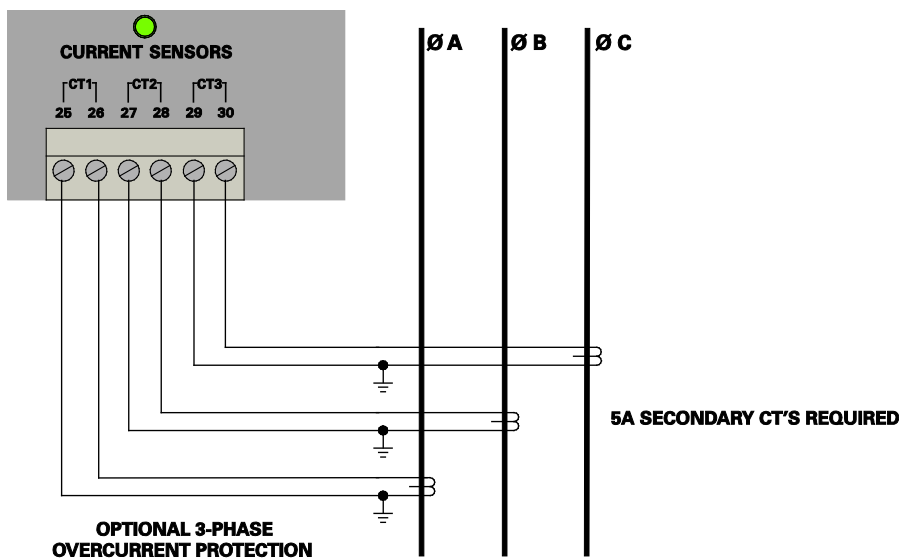 CURRENT SENSORS
CT1 CT2 CT3
25 26 27 28 29 30
Ø A Ø B Ø C
5A SECONDARY CT'S REQUIRED
OPTIONAL 3-PHASE
OVERCURRENT PROTECTION